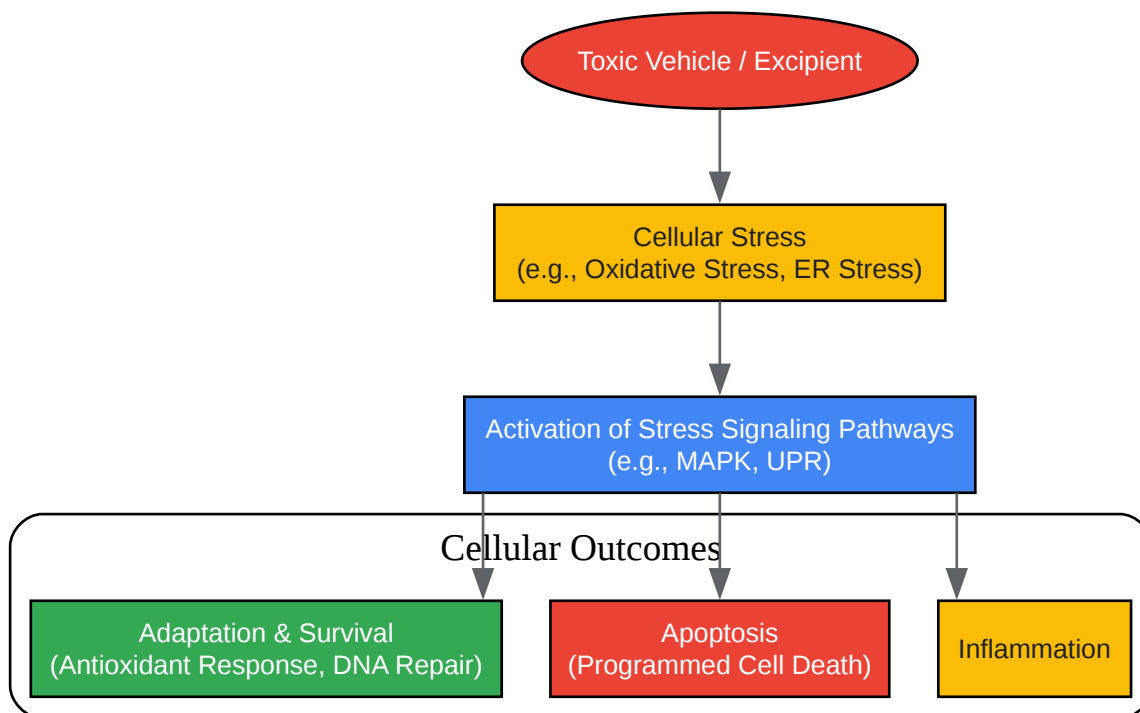 Toxic Vehicle / Excipient
Cellular Stress
(e.g., Oxidative Stress, ER Stress)
Activation of Stress Signaling Pathways
(e.g., MAPK, UPR)
Cellular Outcomes
Adaptation & Survival
(Antioxidant Response, DNA Repair)
Apoptosis
(Programmed Cell Death)
Inflammation